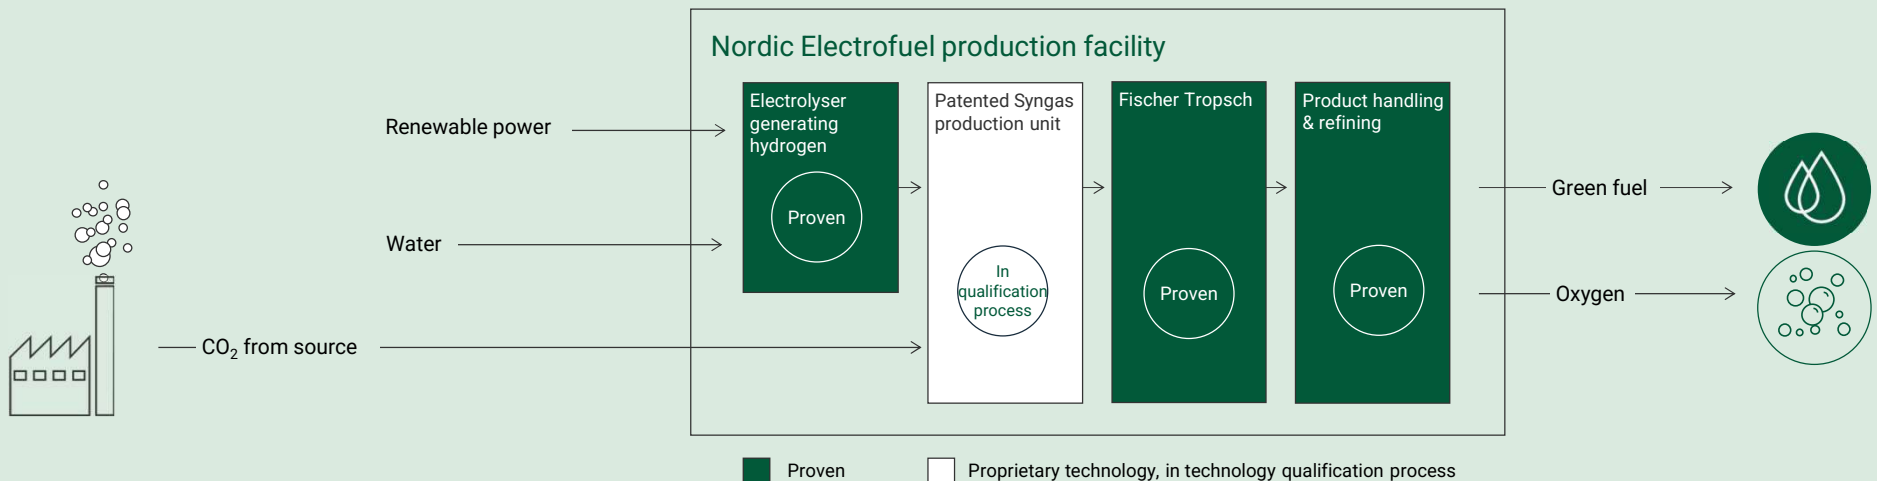 Nordic Electrofuel production facility
Electrolyser
generating
hydrogen
Proven
Patented Syngas
production unit
In
qualification
process
Fischer Tropsch
Proven
Product handling
& refining
Proven
Renewable power
Water
CO₂ from source
Green fuel
Oxygen
Proven
Proprietary technology, in technology qualification process